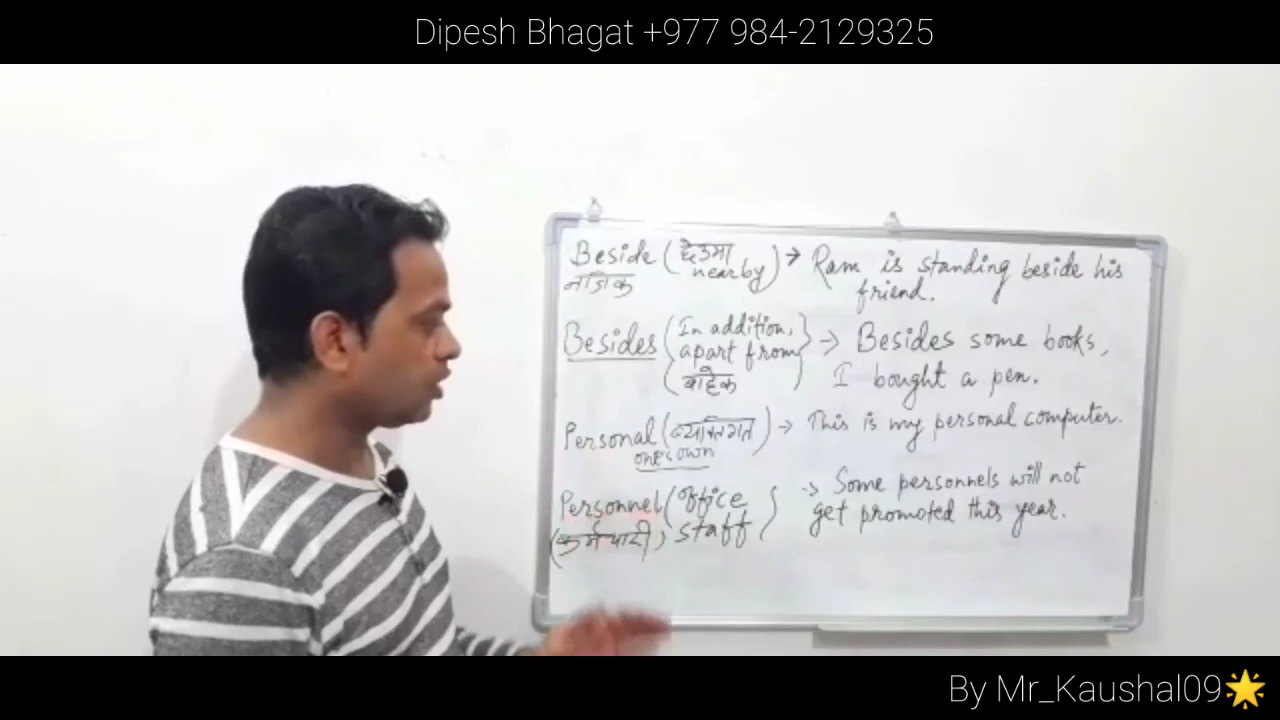 Dipesh Bhagat +977 984-2129325
Beside (छेउमा nearby) → Ram is standing beside his
नजिक friend.
Besides {In addition, apart from बाहेक} → Besides some books,
I bought a pen.
Personal (व्यक्तिगत) → This is my personal computer.
one's own
Personnel (office → Some personnels will not
(कर्मचारी, staff) get promoted this year.
By Mr_Kaushal09🌟